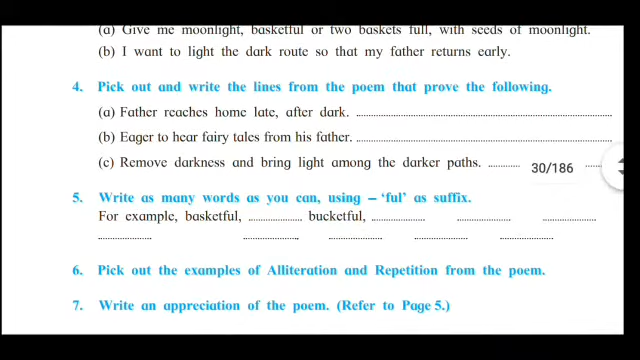 (a) Give me moonlight, basketful or two baskets full, with seeds of moonlight.
(b) I want to light the dark route so that my father returns early.
4. Pick out and write the lines from the poem that prove the following.
(a) Father reaches home late, after dark. ................................................................
(b) Eager to hear fairy tales from his father. ................................................................
(c) Remove darkness and bring light among the darker paths. ........... 30/186 ......
5. Write as many words as you can, using – ‘ful’ as suffix.
For example, basketful, ..................... bucketful, ..................... ..................... .....................
..................... ..................... ..................... ..................... .....................
6. Pick out the examples of Alliteration and Repetition from the poem.
7. Write an appreciation of the poem. (Refer to Page 5.)